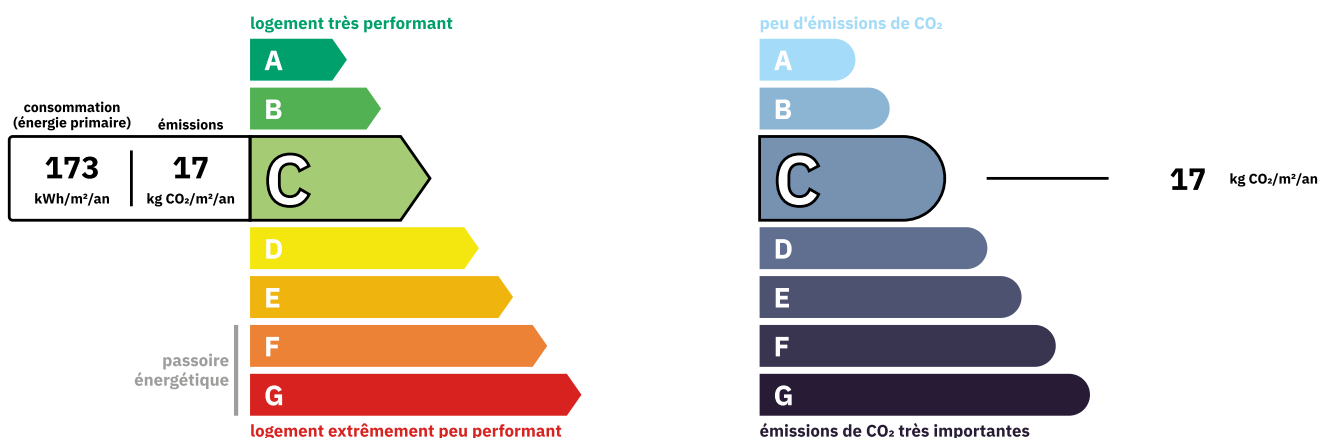 logement très performant
A
B
consommation
(énergie primaire)
émissions
173
kWh/m²/an
17
kg CO₂/m²/an
C
D
E
F
G
passoire
énergétique
logement extrêmement peu performant
peu d'émissions de CO₂
A
B
C
17
kg CO₂/m²/an
D
E
F
G
émissions de CO₂ très importantes